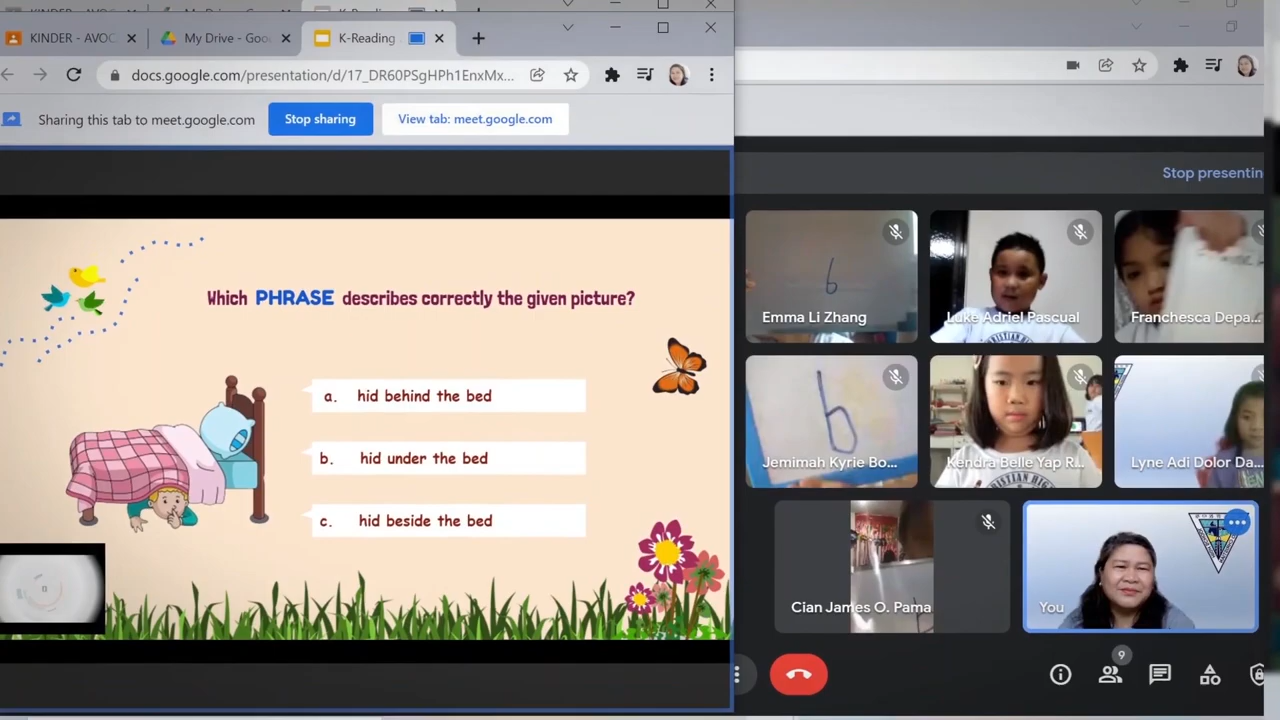 KINDER - AVOC
My Drive - Goo
K-Reading
docs.google.com/presentation/d/17_DR60PSgHPh1EnxMx...
Sharing this tab to meet.google.com
Stop sharing
View tab: meet.google.com
Stop presentin
Which PHRASE describes correctly the given picture?
a. hid behind the bed
b. hid under the bed
c. hid beside the bed
6
Emma Li Zhang
Luke Adriel Pascual
Franchesca Depa...
b
Jemimah Kyrie Bo...
Kendra Belle Yap R...
Lyne Adi Dolor Da...
Cian James O. Pama
You
9